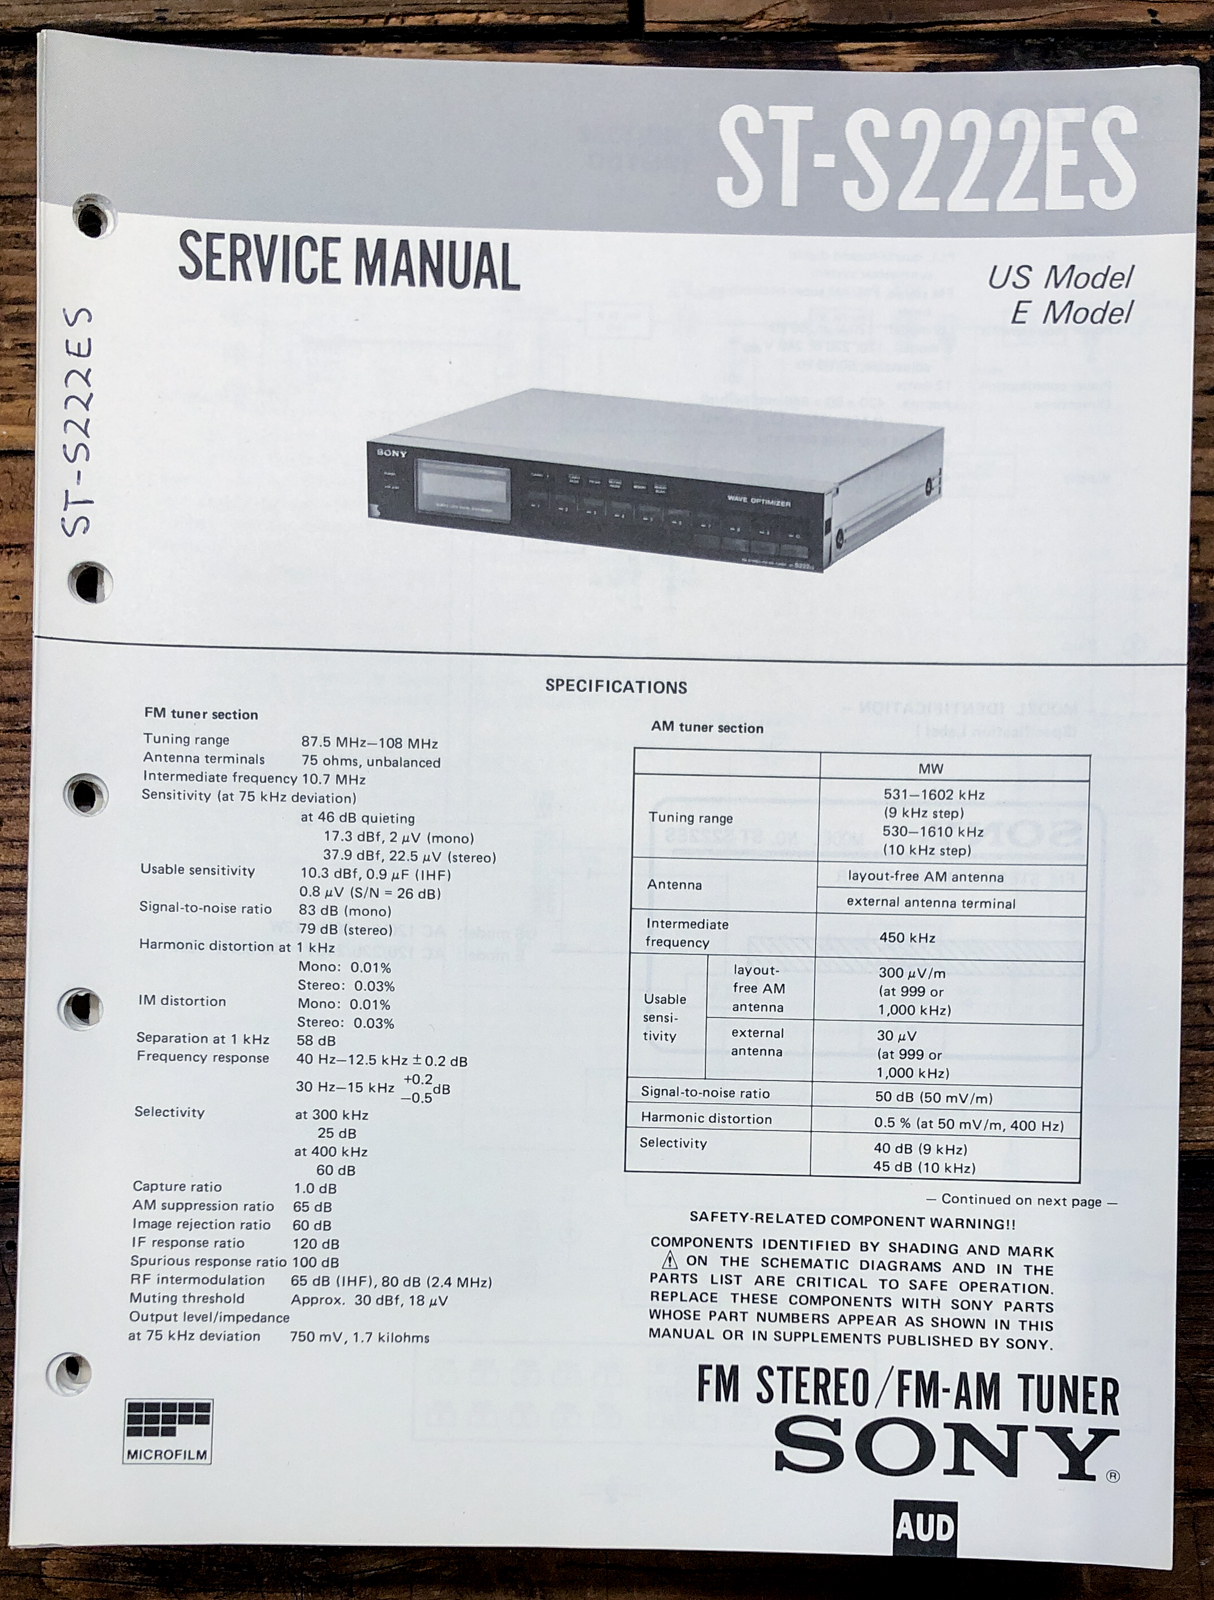 ST-S222ES
SERVICE MANUAL
US Model
E Model
ST-S222ES
SONY
WAVE OPTIMIZER
SPECIFICATIONS
FM tuner section
Tuning range 87.5 MHz—108 MHz
Antenna terminals 75 ohms, unbalanced
Intermediate frequency 10.7 MHz
Sensitivity (at 75 kHz deviation)
at 46 dB quieting
17.3 dBf, 2 μV (mono)
37.9 dBf, 22.5 μV (stereo)
Usable sensitivity 10.3 dBf, 0.9 μF (IHF)
0.8 μV (S/N = 26 dB)
Signal-to-noise ratio 83 dB (mono)
79 dB (stereo)
Harmonic distortion at 1 kHz
Mono: 0.01%
Stereo: 0.03%
IM distortion Mono: 0.01%
Stereo: 0.03%
Separation at 1 kHz 58 dB
Frequency response 40 Hz—12.5 kHz ±0.2 dB
30 Hz—15 kHz +0.2 −0.5 dB
Selectivity at 300 kHz
25 dB
at 400 kHz
60 dB
Capture ratio 1.0 dB
AM suppression ratio 65 dB
Image rejection ratio 60 dB
IF response ratio 120 dB
Spurious response ratio 100 dB
RF intermodulation 65 dB (IHF), 80 dB (2.4 MHz)
Muting threshold Approx. 30 dBf, 18 μV
Output level/impedance
at 75 kHz deviation 750 mV, 1.7 kilohms
MICROFILM
AM tuner section
MW
Tuning range
531—1602 kHz
(9 kHz step)
530—1610 kHz
(10 kHz step)
Antenna
layout-free AM antenna
external antenna terminal
Intermediate
frequency
450 kHz
Usable
sensi-
tivity
layout-
free AM
antenna
300 μV/m
(at 999 or
1,000 kHz)
external
antenna
30 μV
(at 999 or
1,000 kHz)
Signal-to-noise ratio 50 dB (50 mV/m)
Harmonic distortion 0.5 % (at 50 mV/m, 400 Hz)
Selectivity 40 dB (9 kHz)
45 dB (10 kHz)
— Continued on next page —
SAFETY-RELATED COMPONENT WARNING!!
COMPONENTS IDENTIFIED BY SHADING AND MARK
⚠ ON THE SCHEMATIC DIAGRAMS AND IN THE
PARTS LIST ARE CRITICAL TO SAFE OPERATION.
REPLACE THESE COMPONENTS WITH SONY PARTS
WHOSE PART NUMBERS APPEAR AS SHOWN IN THIS
MANUAL OR IN SUPPLEMENTS PUBLISHED BY SONY.
FM STEREO/FM-AM TUNER
SONY®
AUD